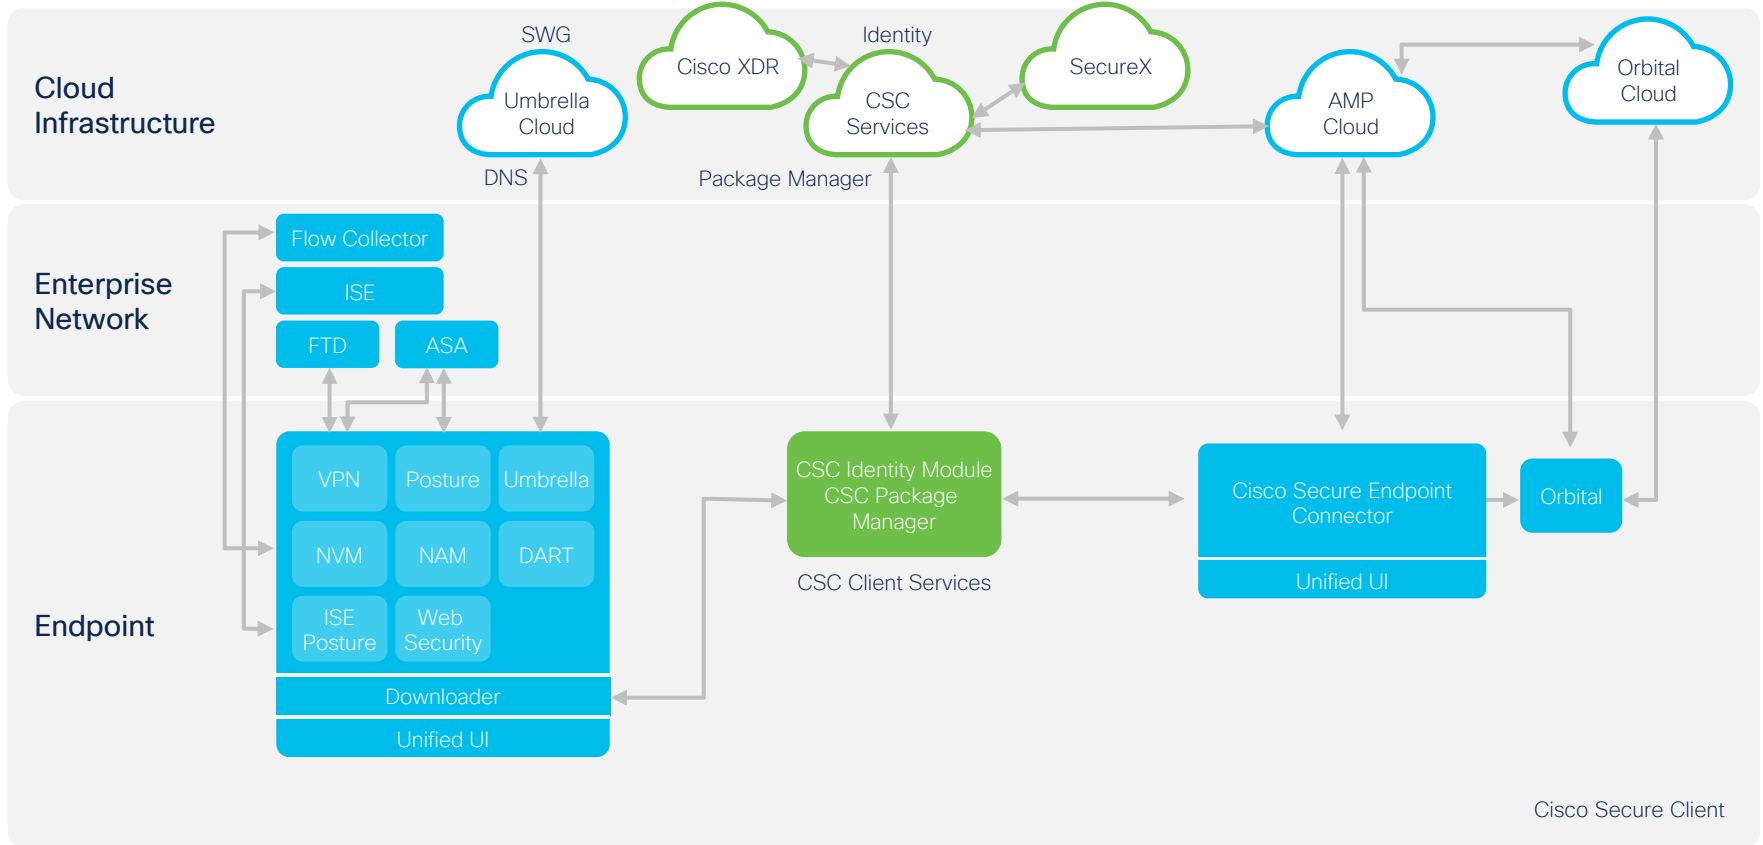 Cloud
Infrastructure
SWG
Umbrella
Cloud
DNS
Cisco XDR
Identity
CSC
Services
Package Manager
SecureX
AMP
Cloud
Orbital
Cloud
Enterprise
Network
Flow Collector
ISE
FTD
ASA
Endpoint
VPN
Posture
Umbrella
NVM
NAM
DART
ISE
Posture
Web
Security
Downloader
Unified UI
CSC Identity Module
CSC Package
Manager
CSC Client Services
Cisco Secure Endpoint
Connector
Unified UI
Orbital
Cisco Secure Client